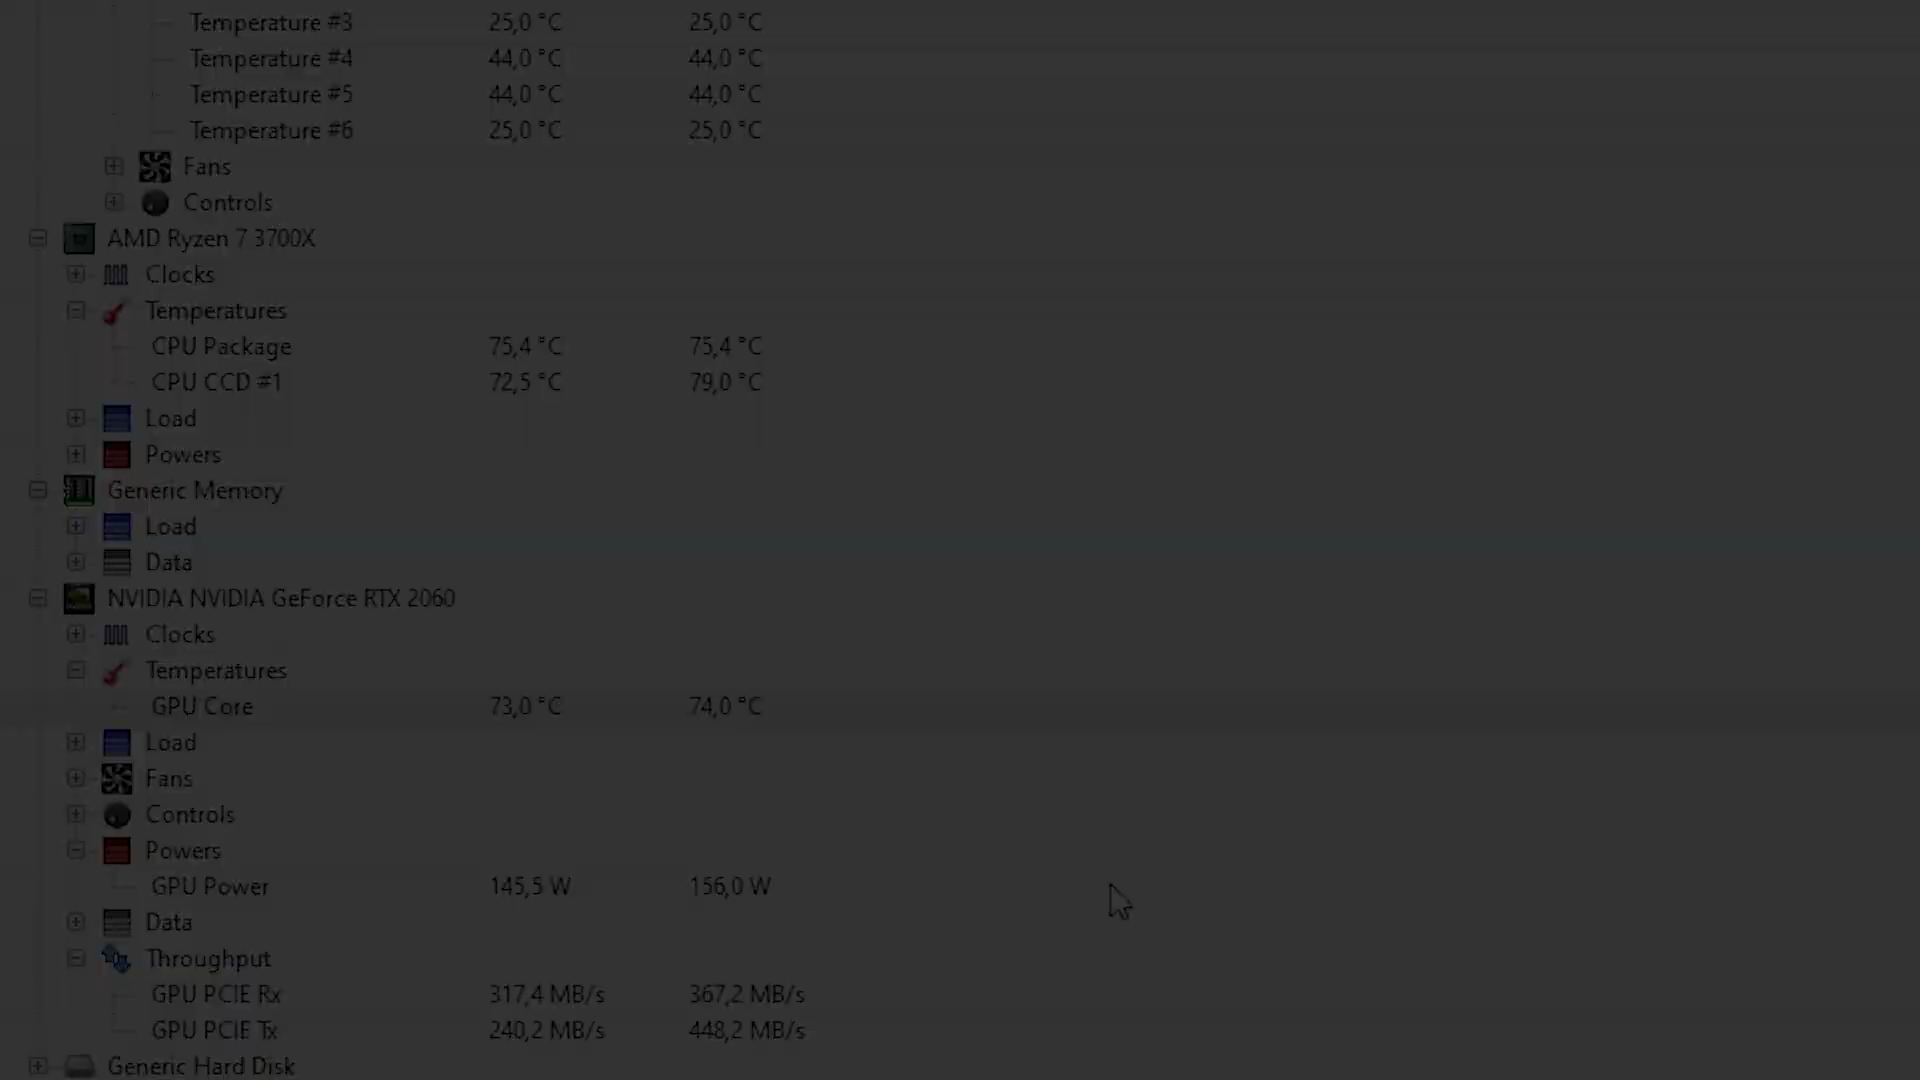 Temperature #3 25,0 °C 25,0 °C
Temperature #4 44,0 °C 44,0 °C
Temperature #5 44,0 °C 44,0 °C
Temperature #6 25,0 °C 25,0 °C
Fans
Controls
AMD Ryzen 7 3700X
Clocks
Temperatures
CPU Package 75,4 °C 75,4 °C
CPU CCD #1 72,5 °C 79,0 °C
Load
Powers
Generic Memory
Load
Data
NVIDIA NVIDIA GeForce RTX 2060
Clocks
Temperatures
GPU Core 73,0 °C 74,0 °C
Load
Fans
Controls
Powers
GPU Power 145,5 W 156,0 W
Data
Throughput
GPU PCIE Rx 317,4 MB/s 367,2 MB/s
GPU PCIE Tx 240,2 MB/s 448,2 MB/s
Generic Hard Disk